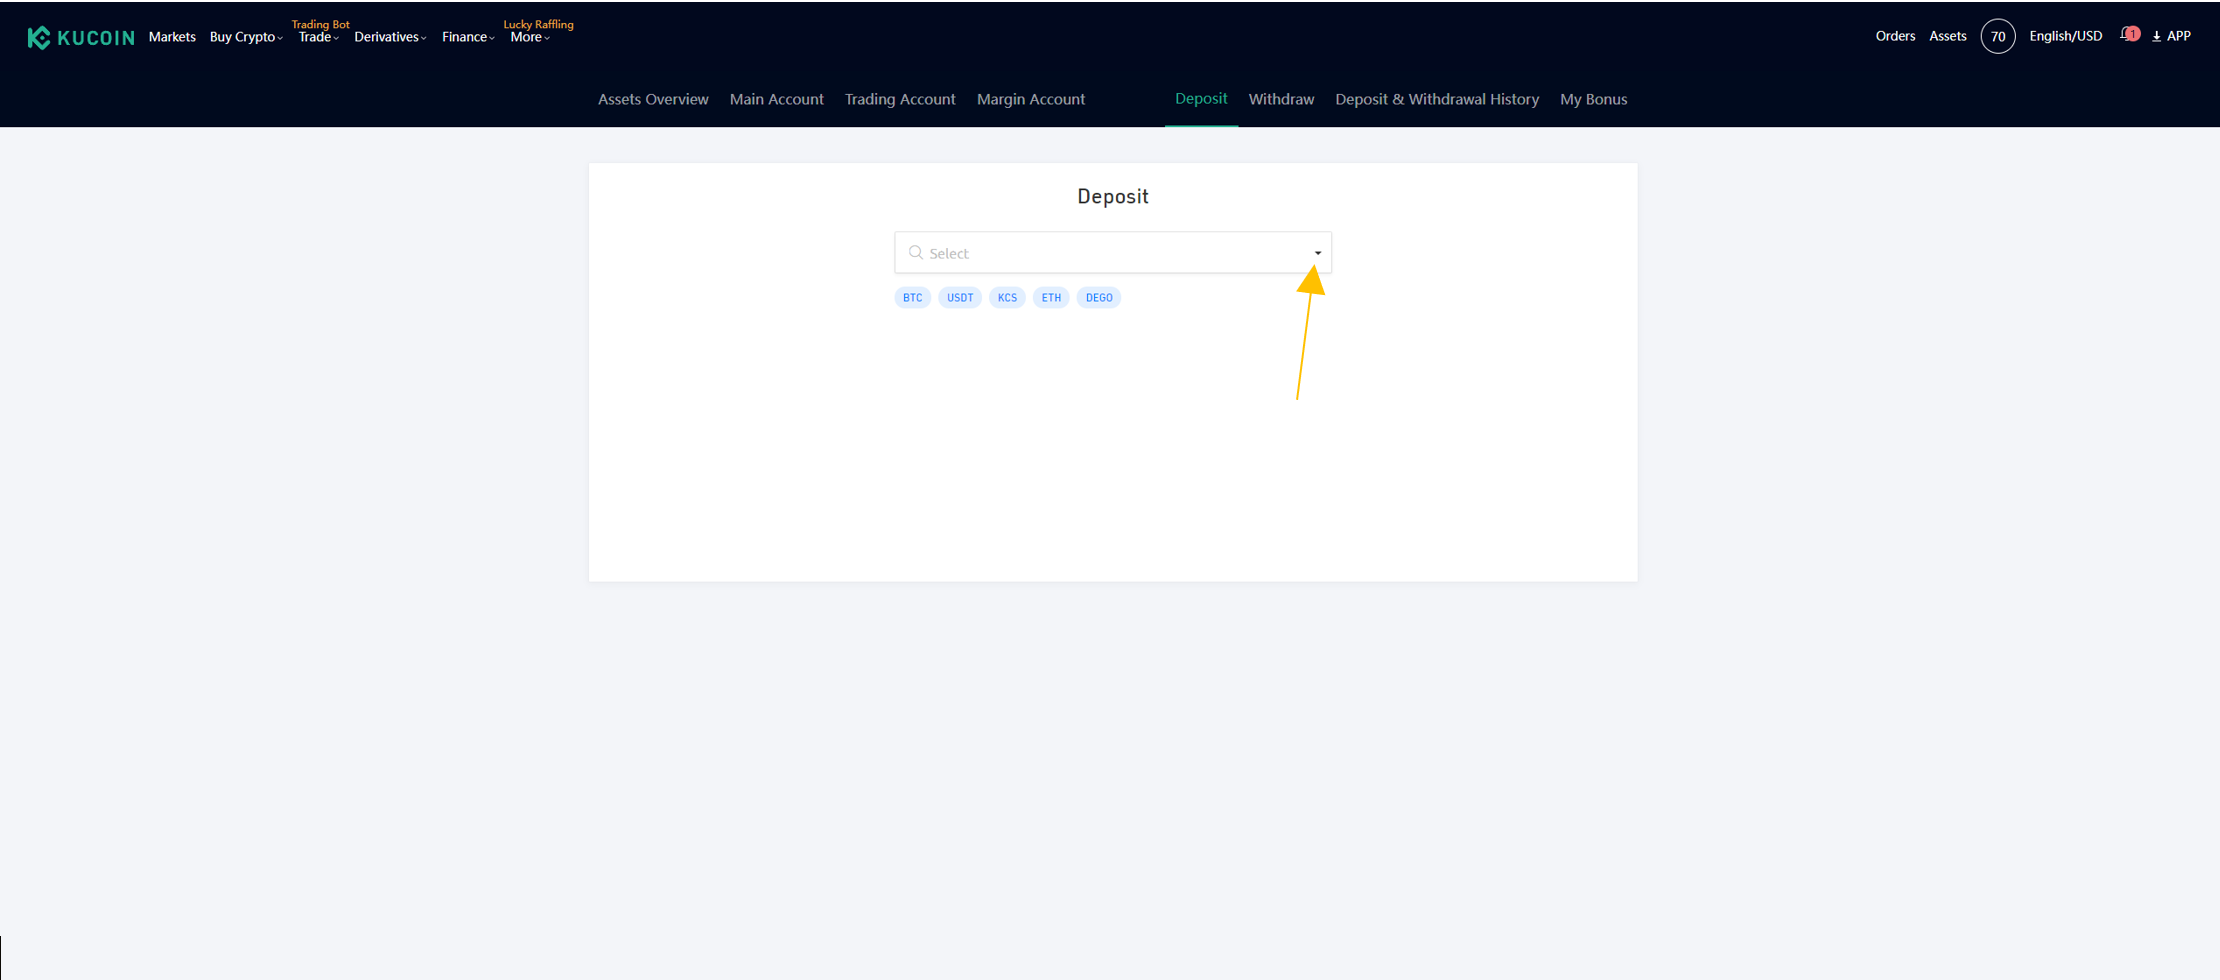 KUCOIN Markets Buy Crypto Trading Bot Trade Derivatives Finance Lucky Raffling More Orders Assets 70 English/USD 1 APP
Assets Overview Main Account Trading Account Margin Account Deposit Withdraw Deposit & Withdrawal History My Bonus
Deposit
Select
BTC USDT KCS ETH DEGO